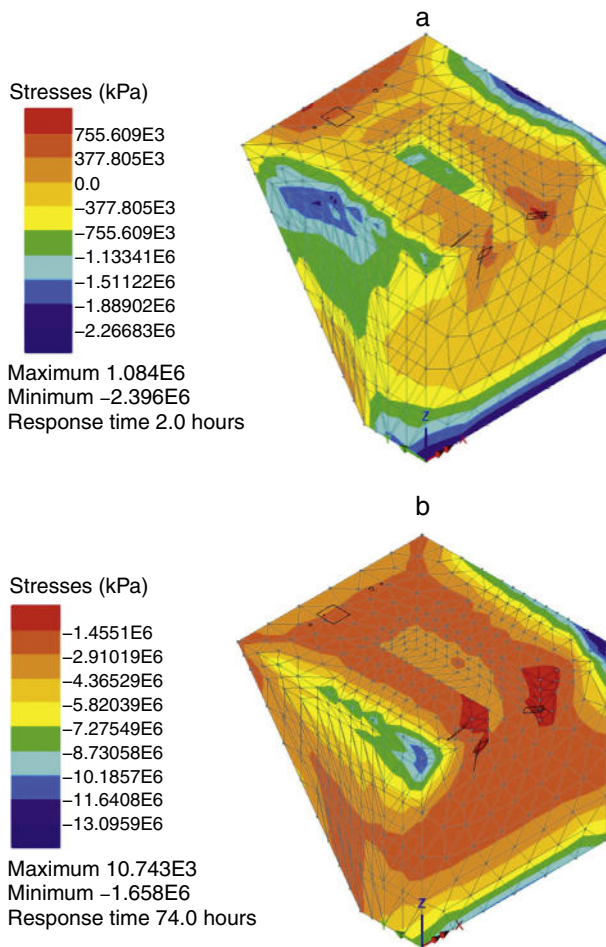 a
Stresses (kPa)
755.609E3
377.805E3
0.0
−377.805E3
−755.609E3
−1.13341E6
−1.51122E6
−1.88902E6
−2.26683E6
Maximum 1.084E6
Minimum −2.396E6
Response time 2.0 hours
Z
X
b
Stresses (kPa)
−1.4551E6
−2.91019E6
−4.36529E6
−5.82039E6
−7.27549E6
−8.73058E6
−10.1857E6
−11.6408E6
−13.0959E6
Maximum 10.743E3
Minimum −1.658E6
Response time 74.0 hours
Z
X